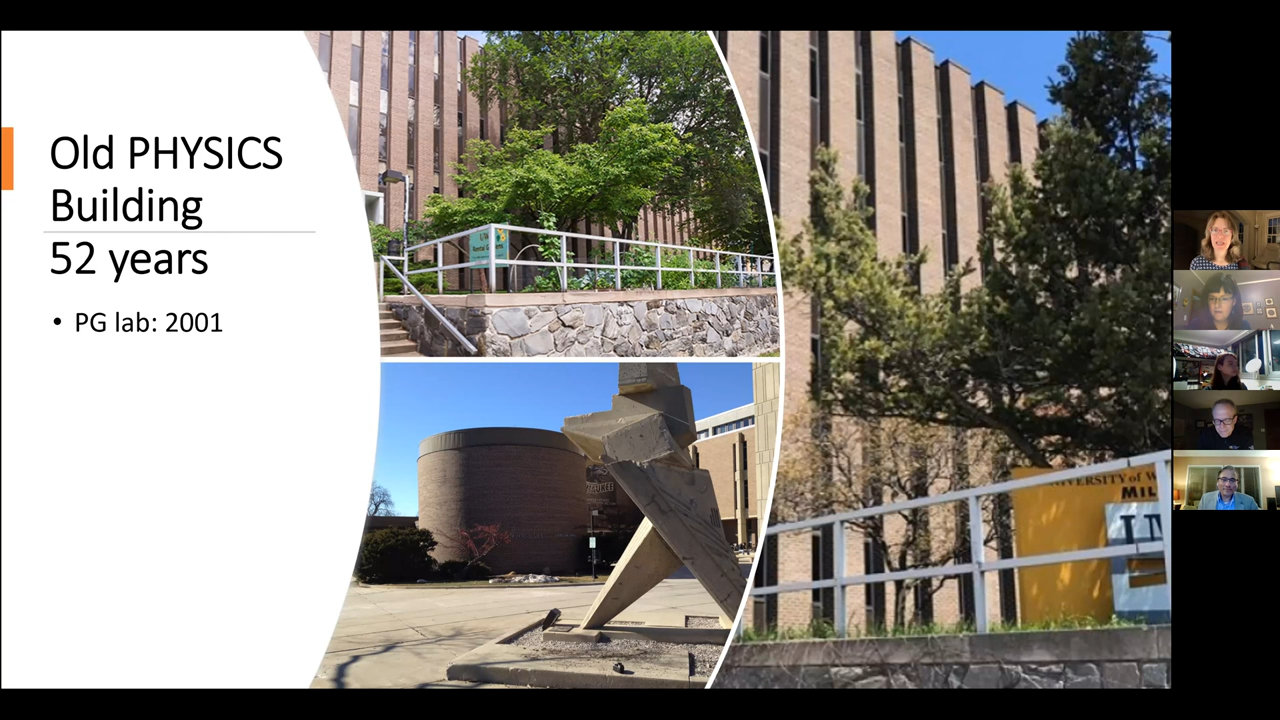 Old PHYSICS
Building
52 years
• PG lab: 2001
UNIVERSITY of W
MIL